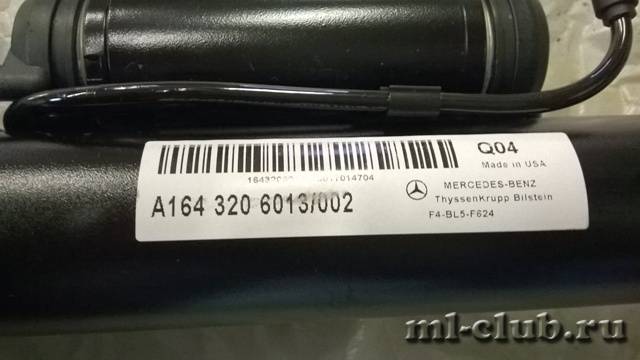 Q04
Made in USA
A164 320 6013/002
MERCEDES-BENZ
ThyssenKrupp Bilstein
F4-BL5-F624
ml-club.ru